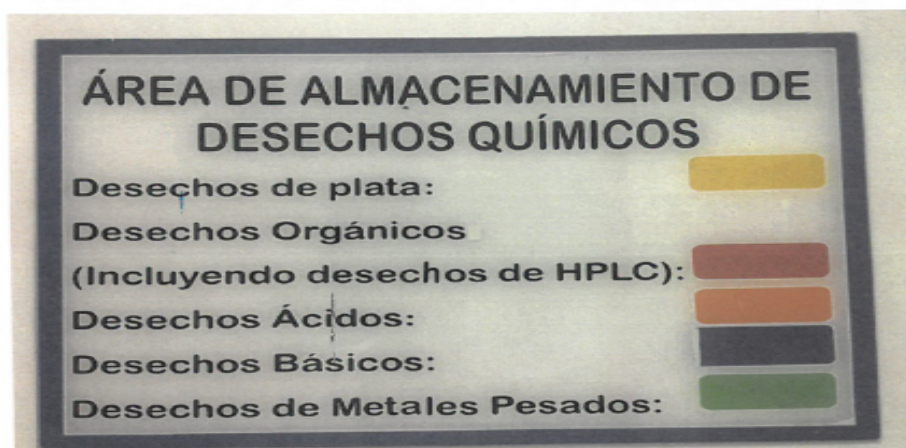 ÁREA DE ALMACENAMIENTO DE
DESECHOS QUÍMICOS
Desechos de plata:
Desechos Orgánicos
(Incluyendo desechos de HPLC):
Desechos Ácidos:
Desechos Básicos:
Desechos de Metales Pesados: